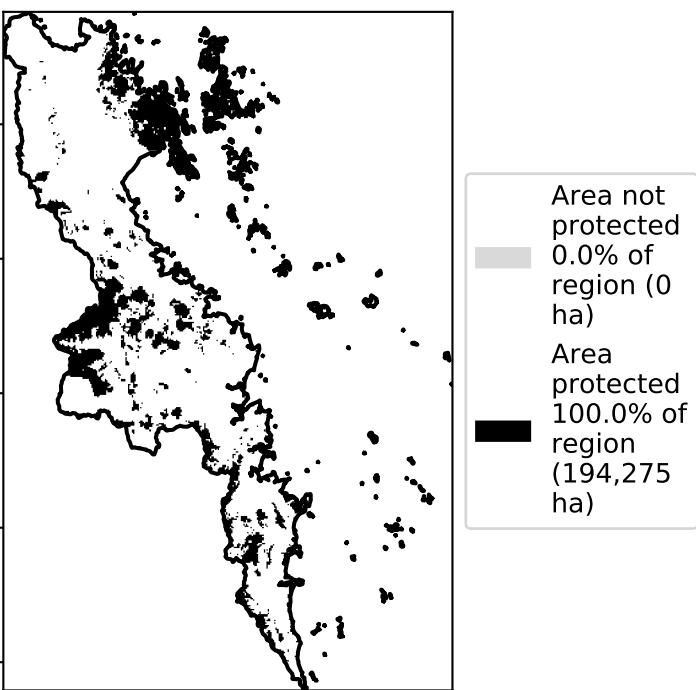 Area not
protected
0.0% of
region (0
ha)
Area
protected
100.0% of
region
(194,275
ha)